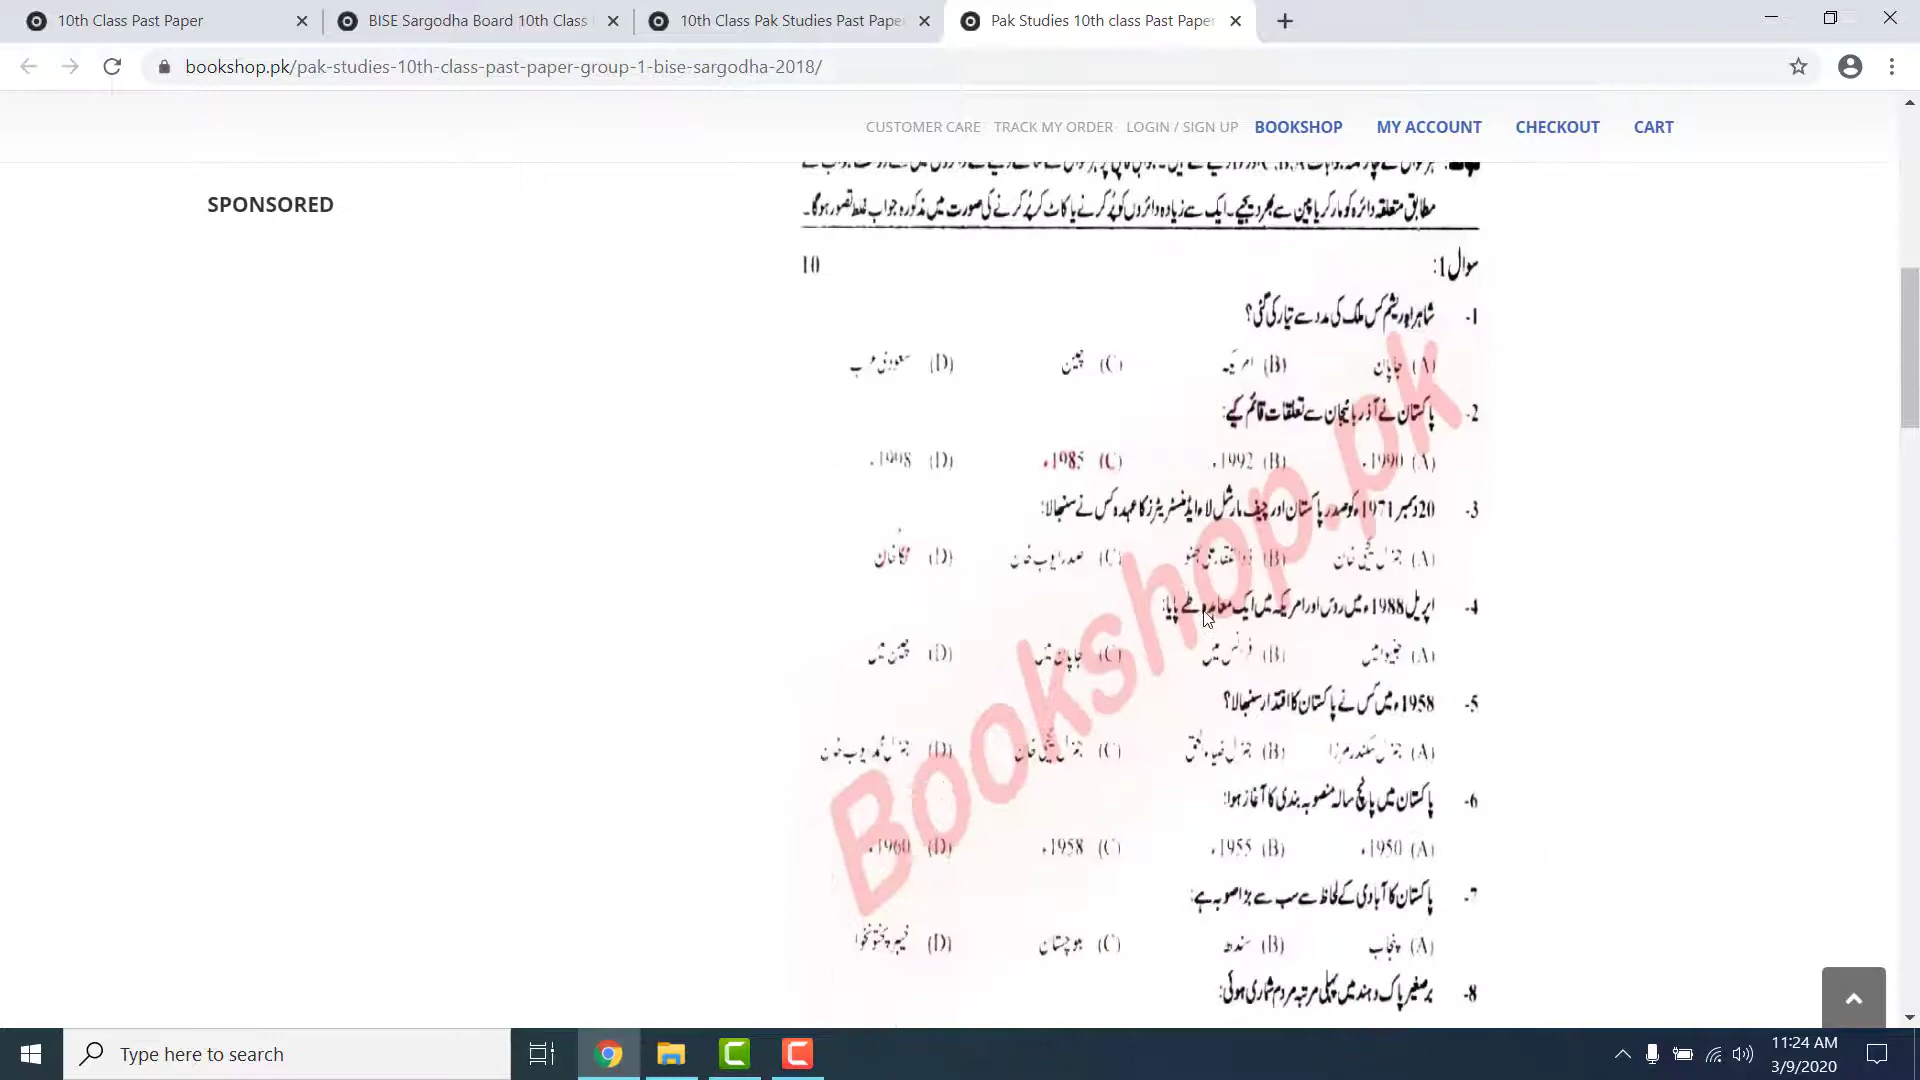 10th Class Past Paper
BISE Sargodha Board 10th Class
10th Class Pak Studies Past Pape
Pak Studies 10th class Past Paper
bookshop.pk/pak-studies-10th-class-past-paper-group-1-bise-sargodha-2018/
CUSTOMER CARE TRACK MY ORDER LOGIN / SIGN UP BOOKSHOP MY ACCOUNT CHECKOUT CART
SPONSORED
مطابق متعلقہ دائرہ کو مارکر یا پین سے بھر دیجیے۔ ایک سے زیادہ دائروں کو پُر کرنے یا کاٹ کر پُر کرنے کی صورت میں مذکورہ جواب غلط تصور ہوگا۔
سوال 1: 10
1- شاہراہ ریشم کس ملک کی مدد سے تیار کی گئی؟
(A) جاپان (B) امریکہ (C) چین (D) سعودی عرب
2- پاکستان نے آذربائیجان سے تعلقات قائم کیے:
(A) 1990ء (B) 1992ء (C) 1985ء (D) 1998ء
3- 20 دسمبر 1971ء کو صدر پاکستان اور چیف مارشل لاء ایڈمنسٹریٹرز کا عہدہ کس نے سنبھالا:
(A) جنرل یحییٰ خان (B) ذوالفقار علی بھٹو (C) صدر ایوب خان (D) ٹکا خان
4- اپریل 1988ء میں روس اور امریکہ میں ایک معاہدہ طے پایا:
(A) جنیوا میں (B) فرانس میں (C) جاپان میں (D) چین میں
5- 1958ء میں کس نے پاکستان کا اقتدار سنبھالا؟
(A) جنرل سکندر مرزا (B) جنرل ضیاء الحق (C) جنرل یحییٰ خان (D) جنرل محمد ایوب خان
6- پاکستان میں پانچ سالہ منصوبہ بندی کا آغاز ہوا:
(A) 1950ء (B) 1955ء (C) 1958ء (D) 1960ء
7- پاکستان کا آبادی کے لحاظ سے سب سے بڑا صوبہ ہے:
(A) پنجاب (B) سندھ (C) بلوچستان (D) خیبر پختونخوا
8- برصغیر پاک و ہند میں پہلی مرتبہ مردم شماری ہوئی:
Bookshop.pk
Type here to search
11:24 AM
3/9/2020